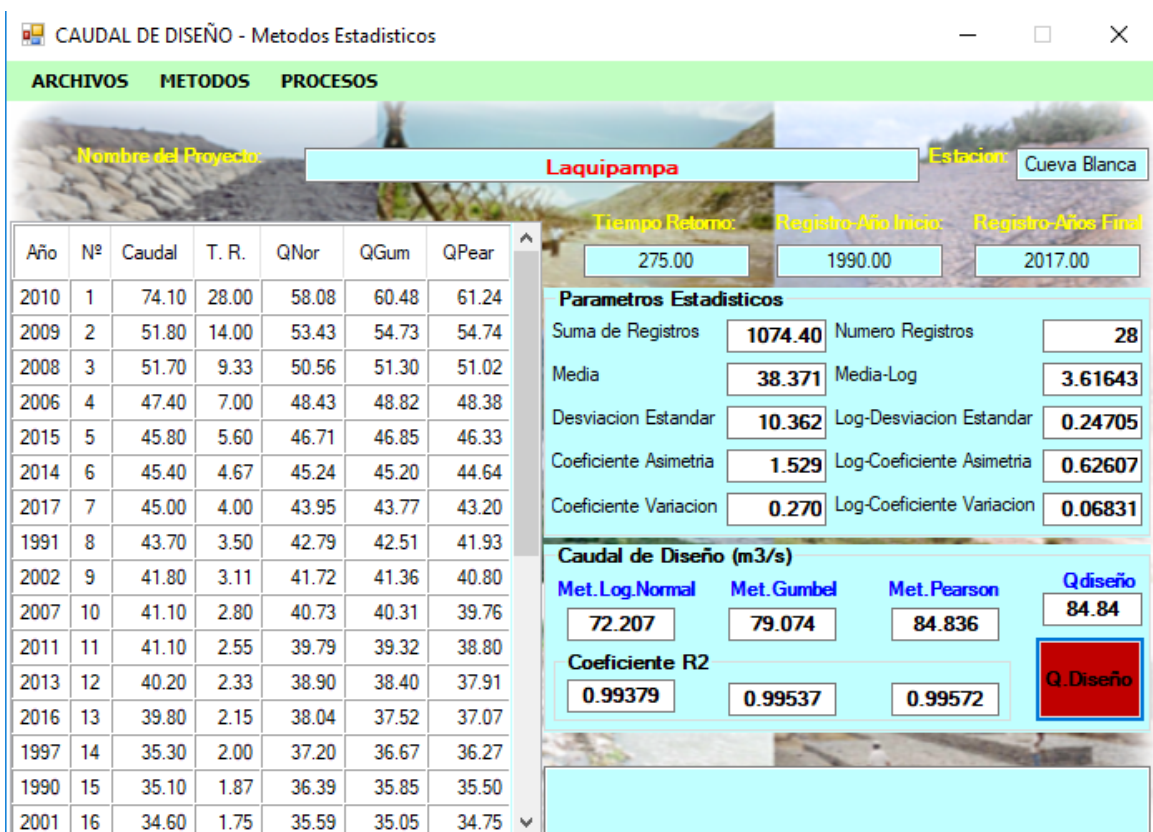 CAUDAL DE DISEÑO - Metodos Estadisticos
ARCHIVOS METODOS PROCESOS
Nombre del Proyecto: Laquipampa Estacion: Cueva Blanca
Tiempo Retorno: Registro-Año Inicio: Registro-Años Final
275.00 1990.00 2017.00
Año Nº Caudal T. R. QNor QGum QPear
2010 1 74.10 28.00 58.08 60.48 61.24
2009 2 51.80 14.00 53.43 54.73 54.74
2008 3 51.70 9.33 50.56 51.30 51.02
2006 4 47.40 7.00 48.43 48.82 48.38
2015 5 45.80 5.60 46.71 46.85 46.33
2014 6 45.40 4.67 45.24 45.20 44.64
2017 7 45.00 4.00 43.95 43.77 43.20
1991 8 43.70 3.50 42.79 42.51 41.93
2002 9 41.80 3.11 41.72 41.36 40.80
2007 10 41.10 2.80 40.73 40.31 39.76
2011 11 41.10 2.55 39.79 39.32 38.80
2013 12 40.20 2.33 38.90 38.40 37.91
2016 13 39.80 2.15 38.04 37.52 37.07
1997 14 35.30 2.00 37.20 36.67 36.27
1990 15 35.10 1.87 36.39 35.85 35.50
2001 16 34.60 1.75 35.59 35.05 34.75
Parametros Estadisticos
Suma de Registros 1074.40 Numero Registros 28
Media 38.371 Media-Log 3.61643
Desviacion Estandar 10.362 Log-Desviacion Estandar 0.24705
Coeficiente Asimetria 1.529 Log-Coeficiente Asimetria 0.62607
Coeficiente Variacion 0.270 Log-Coeficiente Variacion 0.06831
Caudal de Diseño (m3/s)
Met.Log.Normal Met.Gumbel Met.Pearson Qdiseño
72.207 79.074 84.836 84.84
Coeficiente R2
0.99379 0.99537 0.99572
Q.Diseño